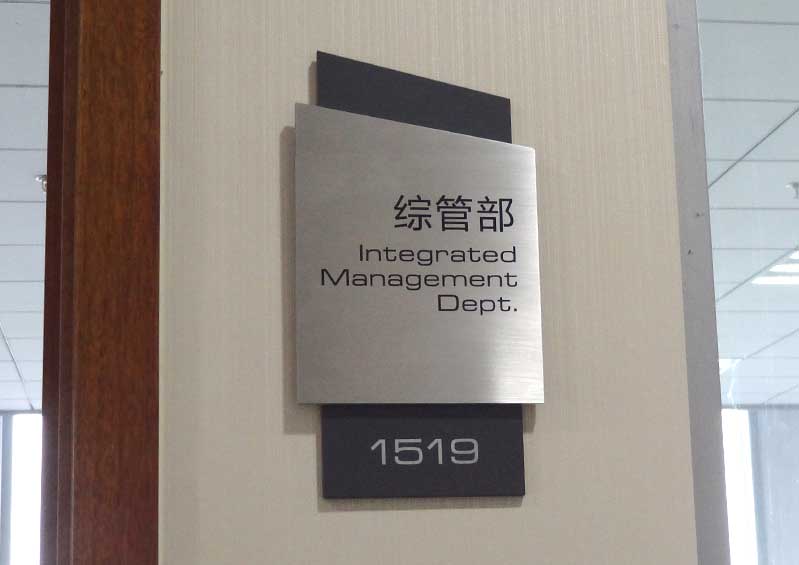 综管部
Integrated
Management
Dept.
1519